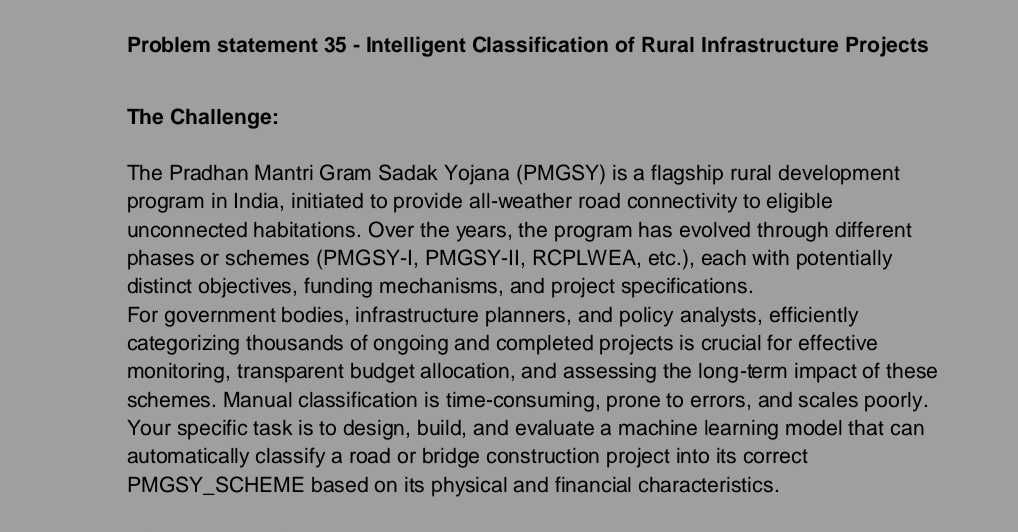 Problem statement 35 - Intelligent Classification of Rural Infrastructure Projects
The Challenge:
The Pradhan Mantri Gram Sadak Yojana (PMGSY) is a flagship rural development
program in India, initiated to provide all-weather road connectivity to eligible
unconnected habitations. Over the years, the program has evolved through different
phases or schemes (PMGSY-I, PMGSY-II, RCPLWEA, etc.), each with potentially
distinct objectives, funding mechanisms, and project specifications.
For government bodies, infrastructure planners, and policy analysts, efficiently
categorizing thousands of ongoing and completed projects is crucial for effective
monitoring, transparent budget allocation, and assessing the long-term impact of these
schemes. Manual classification is time-consuming, prone to errors, and scales poorly.
Your specific task is to design, build, and evaluate a machine learning model that can
automatically classify a road or bridge construction project into its correct
PMGSY_SCHEME based on its physical and financial characteristics.